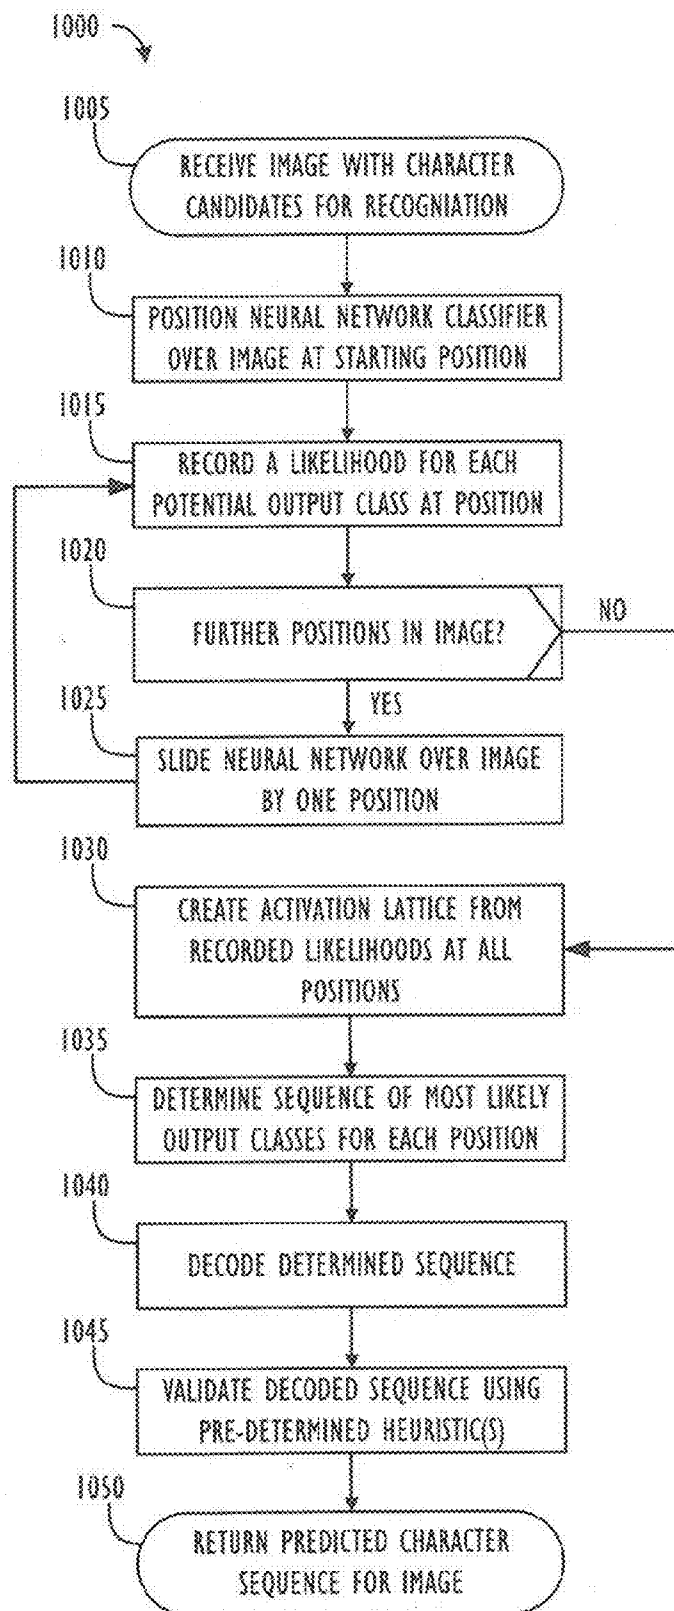 1000
1005
RECEIVE IMAGE WITH CHARACTER
CANDIDATES FOR RECOGNIATION
1010
POSITION NEURAL NETWORK CLASSIFIER
OVER IMAGE AT STARTING POSITION
1015
RECORD A LIKELIHOOD FOR EACH
POTENTIAL OUTPUT CLASS AT POSITION
1020
FURTHER POSITIONS IN IMAGE?
NO
YES
1025
SLIDE NEURAL NETWORK OVER IMAGE
BY ONE POSITION
1030
CREATE ACTIVATION LATTICE FROM
RECORDED LIKELIHOODS AT ALL
POSITIONS
1035
DETERMINE SEQUENCE OF MOST LIKELY
OUTPUT CLASSES FOR EACH POSITION
1040
DECODE DETERMINED SEQUENCE
1045
VALIDATE DECODED SEQUENCE USING
PRE-DETERMINED HEURISTIC(S)
1050
RETURN PREDICTED CHARACTER
SEQUENCE FOR IMAGE